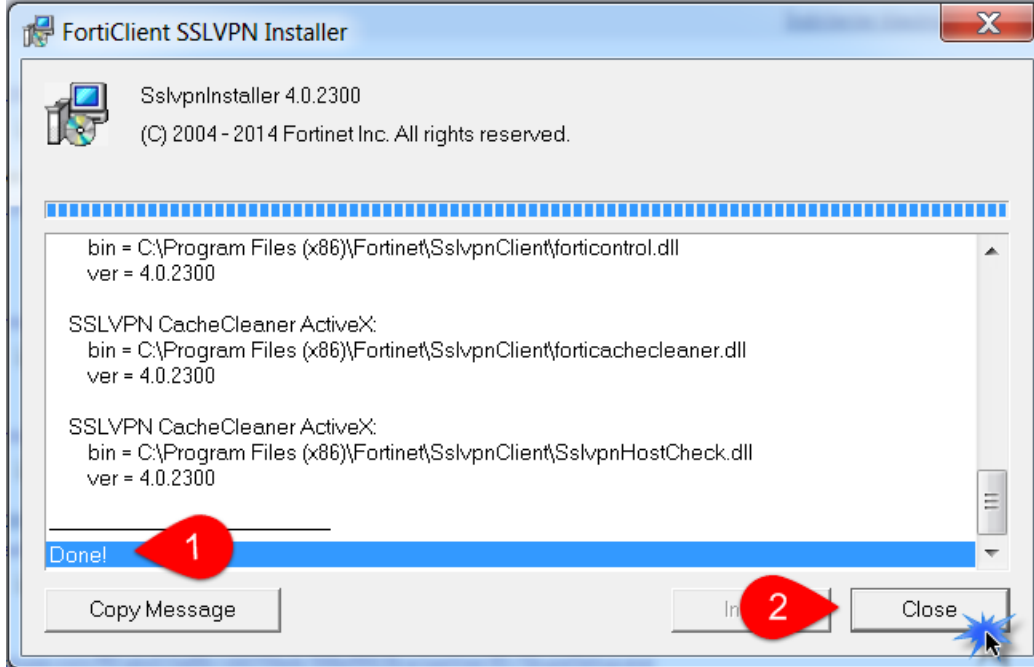 FortiClient SSLVPN Installer
SslvpnInstaller 4.0.2300
(C) 2004 - 2014 Fortinet Inc. All rights reserved.
bin = C:\Program Files (x86)\Fortinet\SslvpnClient\forticontrol.dll
ver = 4.0.2300
SSLVPN CacheCleaner ActiveX:
bin = C:\Program Files (x86)\Fortinet\SslvpnClient\forticachecleaner.dll
ver = 4.0.2300
SSLVPN CacheCleaner ActiveX:
bin = C:\Program Files (x86)\Fortinet\SslvpnClient\SslvpnHostCheck.dll
ver = 4.0.2300
Done! 1
Copy Message 2 Close